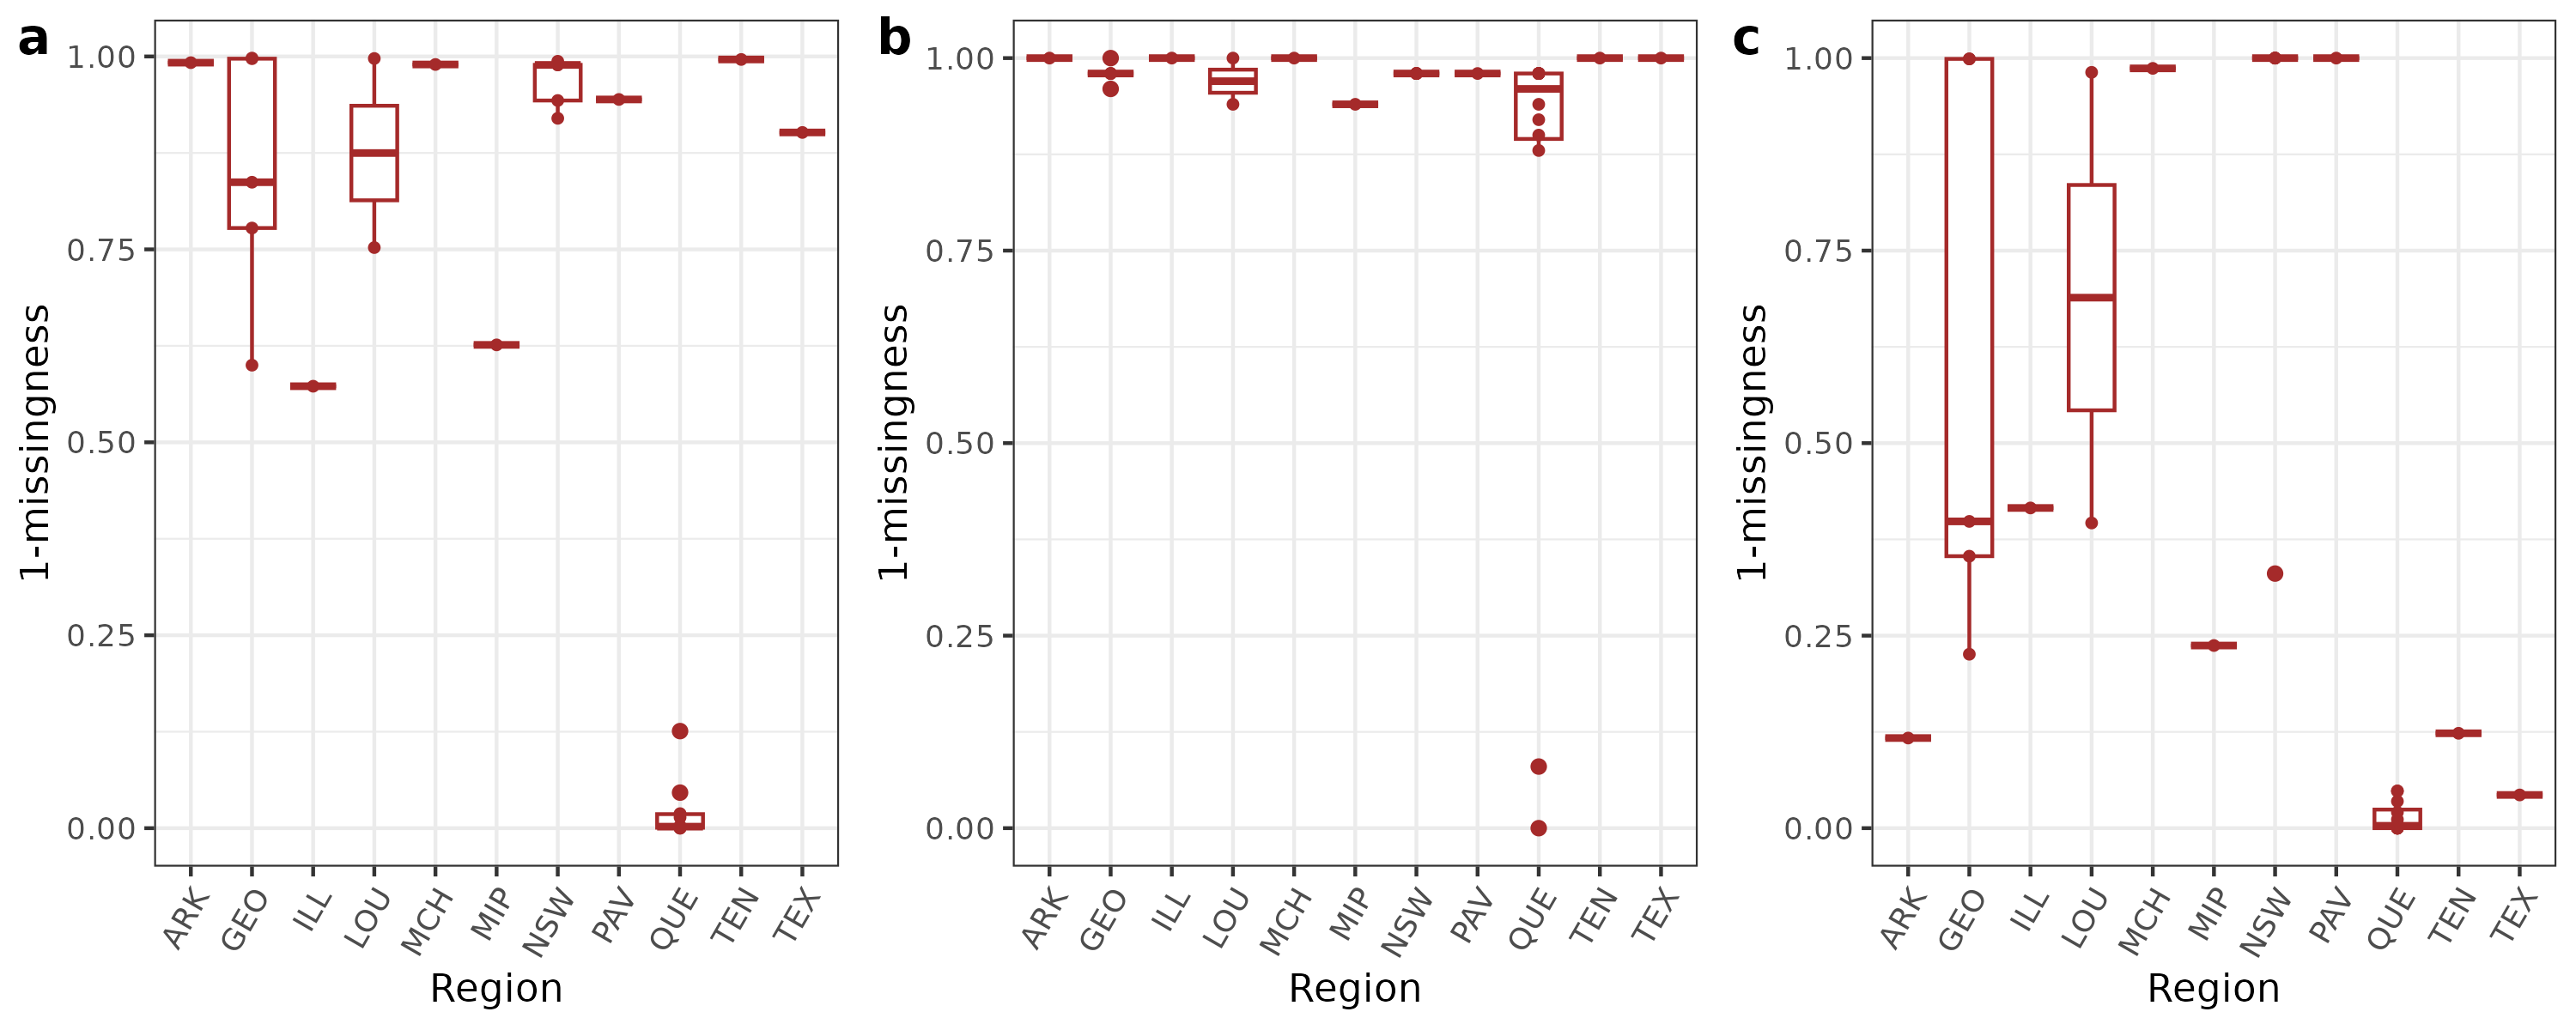 a
1.00
0.75
0.50
0.25
0.00
1-missingness
ARK GEO ILL LOU MCH MIP NSW PAV QUE TEN TEX
Region
b
1.00
0.75
0.50
0.25
0.00
1-missingness
ARK GEO ILL LOU MCH MIP NSW PAV QUE TEN TEX
Region
c
1.00
0.75
0.50
0.25
0.00
1-missingness
ARK GEO ILL LOU MCH MIP NSW PAV QUE TEN TEX
Region